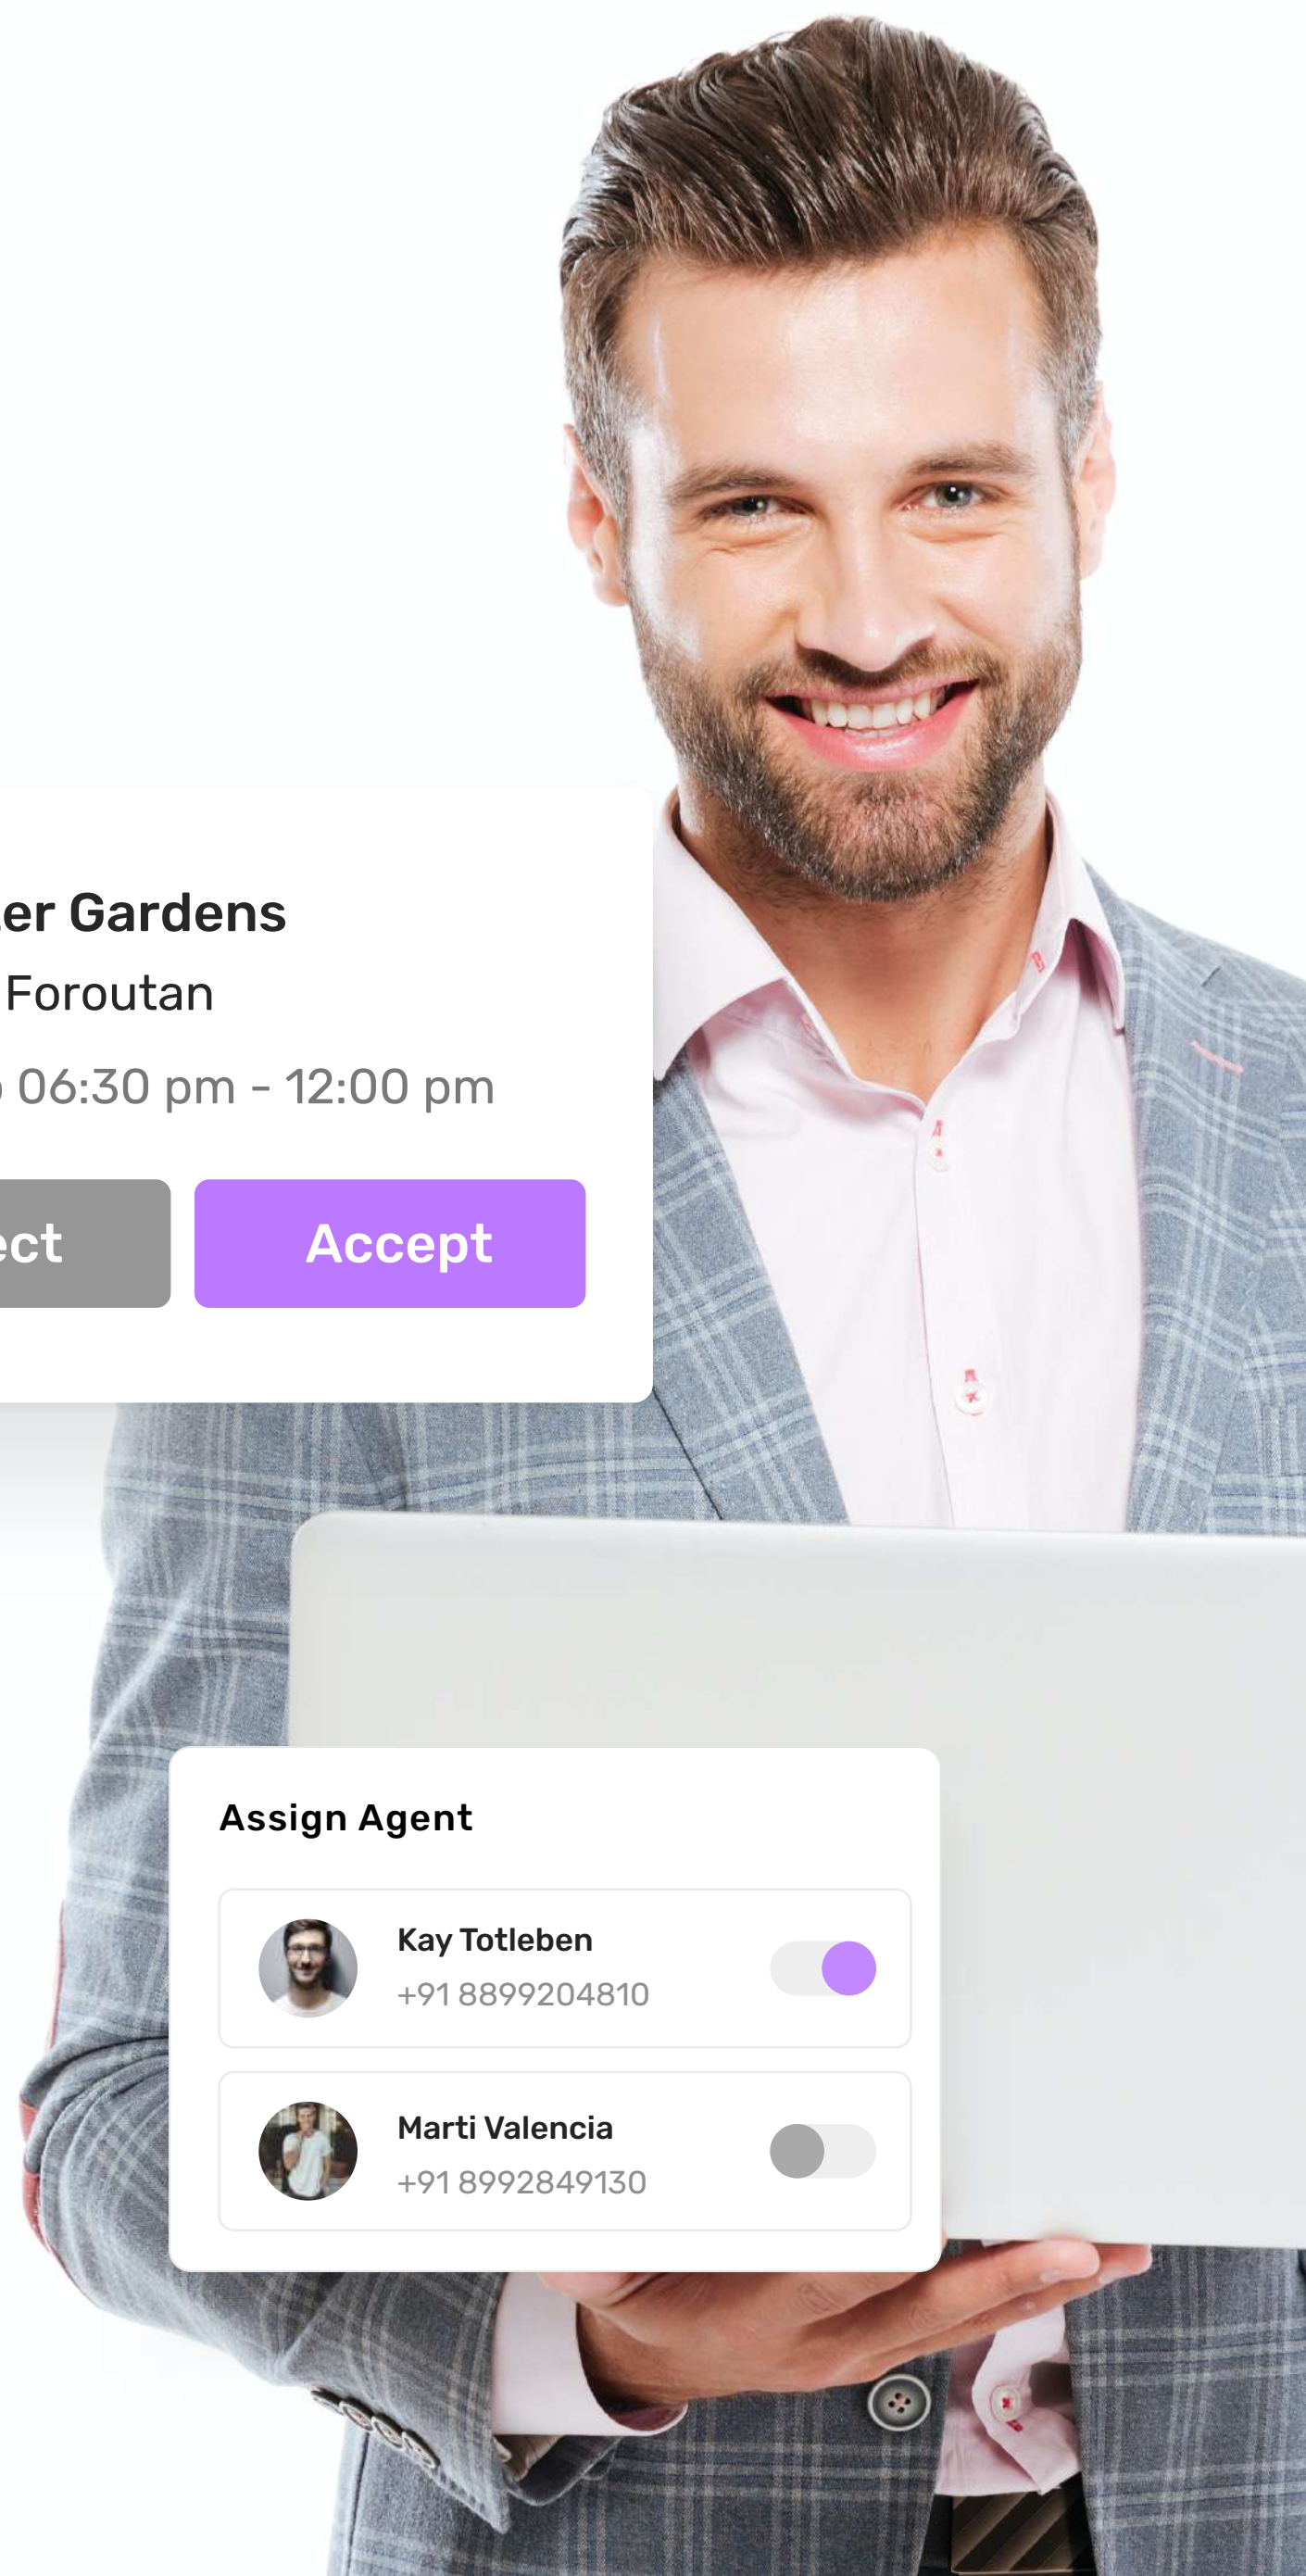 er Gardens
Foroutan
06:30 pm - 12:00 pm
ect
Accept
Assign Agent
Kay Totleben
+91 8899204810
Marti Valencia
+91 8992849130